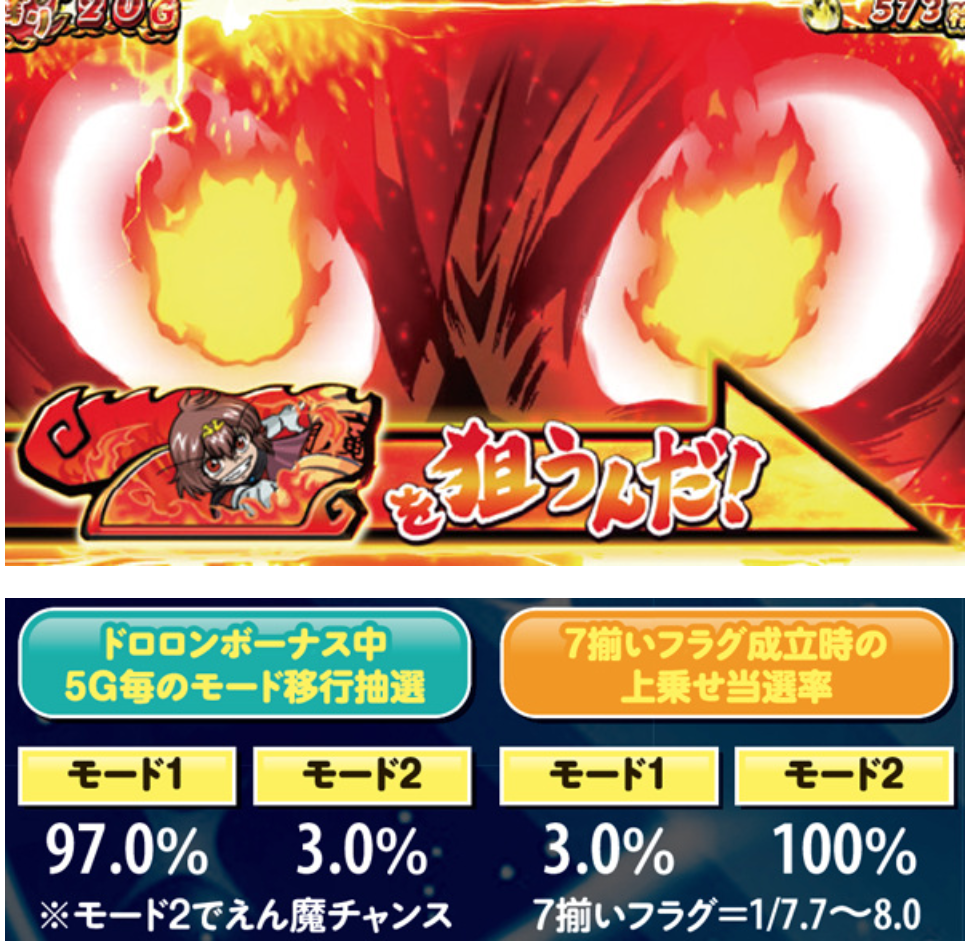 20G
573
を狙うんだ!
ドロロンボーナス中
5G毎のモード移行抽選
7揃いフラグ成立時の
上乗せ当選率
モード1 モード2 モード1 モード2
97.0% 3.0% 3.0% 100%
※モード2でえん魔チャンス 7揃いフラグ=1/7.7〜8.0